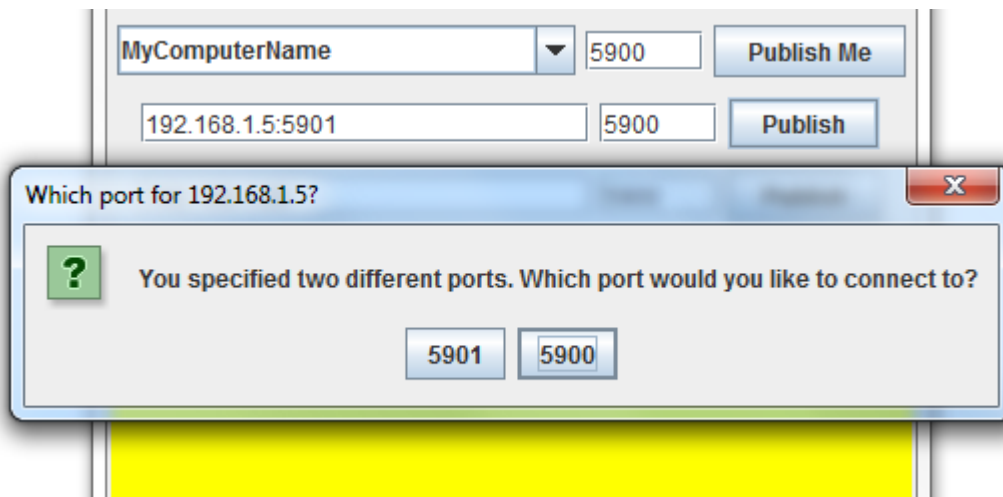 MyComputerName 5900 Publish Me
192.168.1.5:5901 5900 Publish
Which port for 192.168.1.5?
You specified two different ports. Which port would you like to connect to?
5901 5900